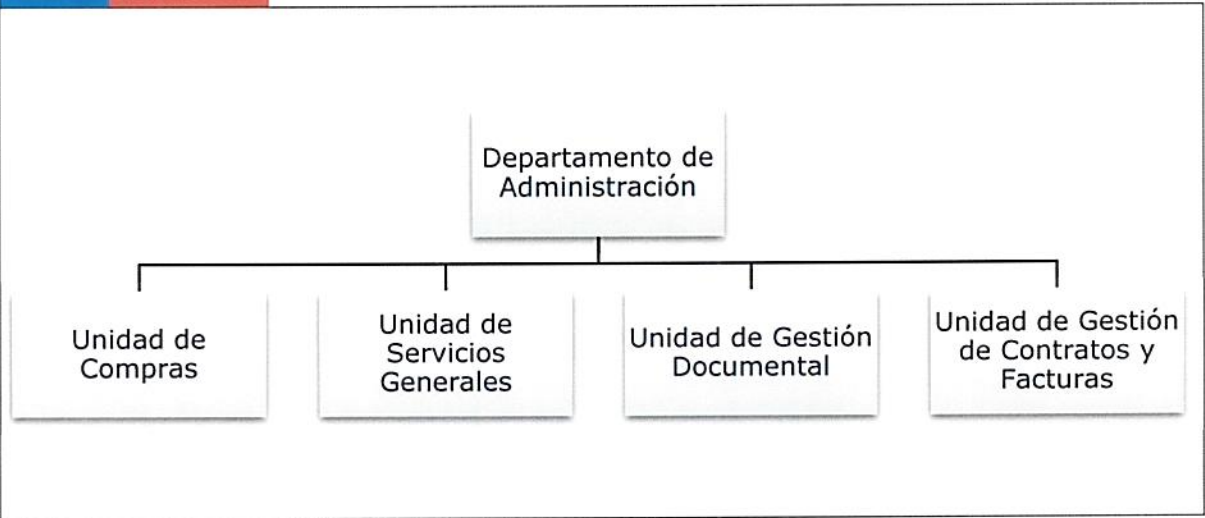 Departamento de
Administración
Unidad de
Compras
Unidad de
Servicios
Generales
Unidad de Gestión
Documental
Unidad de Gestión
de Contratos y
Facturas